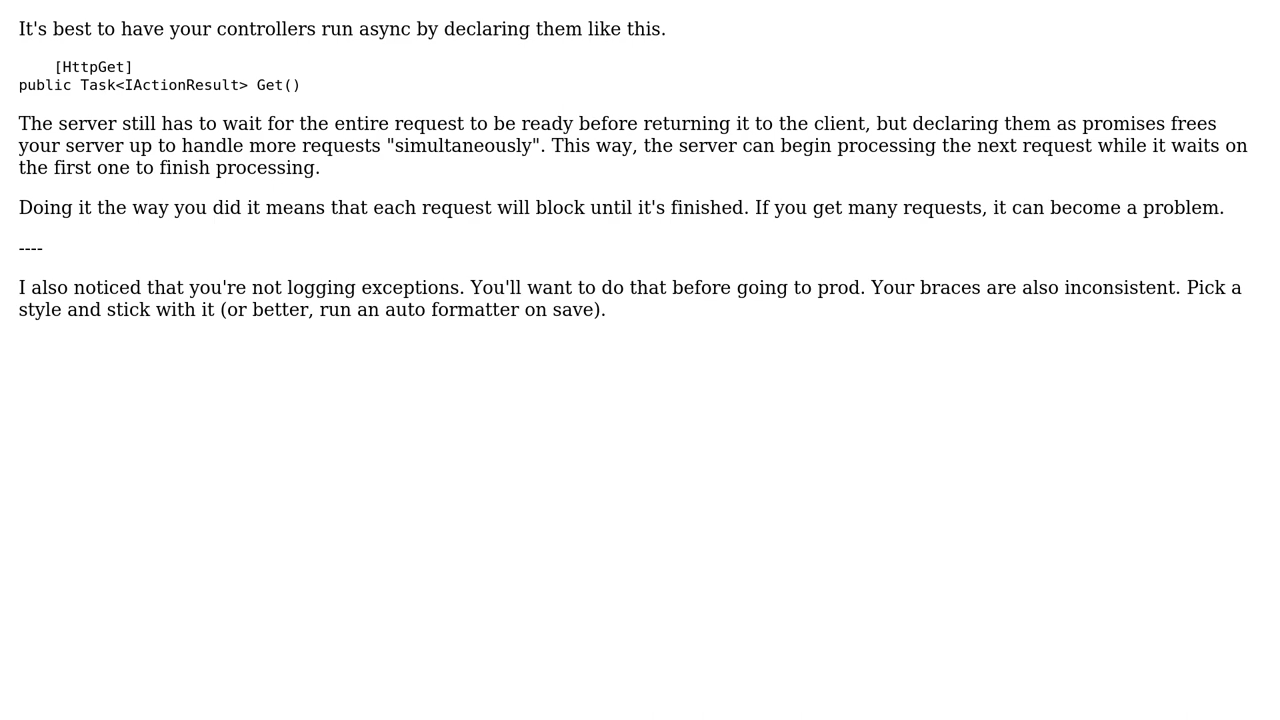 It's best to have your controllers run async by declaring them like this.
[HttpGet]
public Task<IActionResult> Get()
The server still has to wait for the entire request to be ready before returning it to the client, but declaring them as promises frees
your server up to handle more requests "simultaneously". This way, the server can begin processing the next request while it waits on
the first one to finish processing.
Doing it the way you did it means that each request will block until it's finished. If you get many requests, it can become a problem.
----
I also noticed that you're not logging exceptions. You'll want to do that before going to prod. Your braces are also inconsistent. Pick a
style and stick with it (or better, run an auto formatter on save).